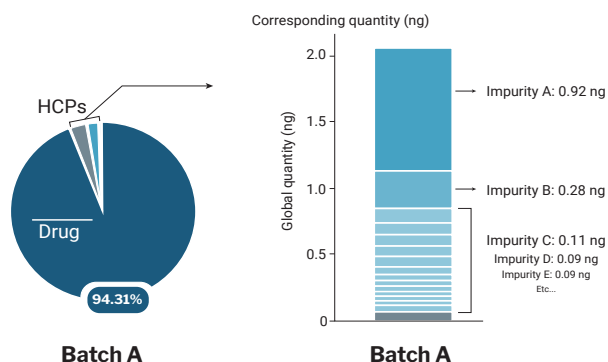 Corresponding quantity (ng)
HCPs
Drug
94.31%
Batch A
Global quantity (ng)
2.0
1.5
1.0
0.5
0
Impurity A: 0.92 ng
Impurity B: 0.28 ng
Impurity C: 0.11 ng
Impurity D: 0.09 ng
Impurity E: 0.09 ng
Etc...
Batch A